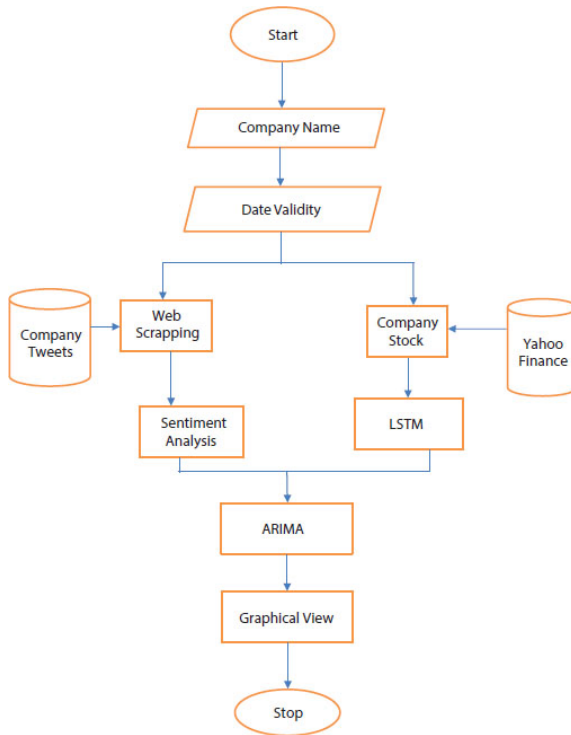 Start
Company Name
Date Validity
Web
Scrapping
Company
Stock
Company
Tweets
Yahoo
Finance
Sentiment
Analysis
LSTM
ARIMA
Graphical View
Stop